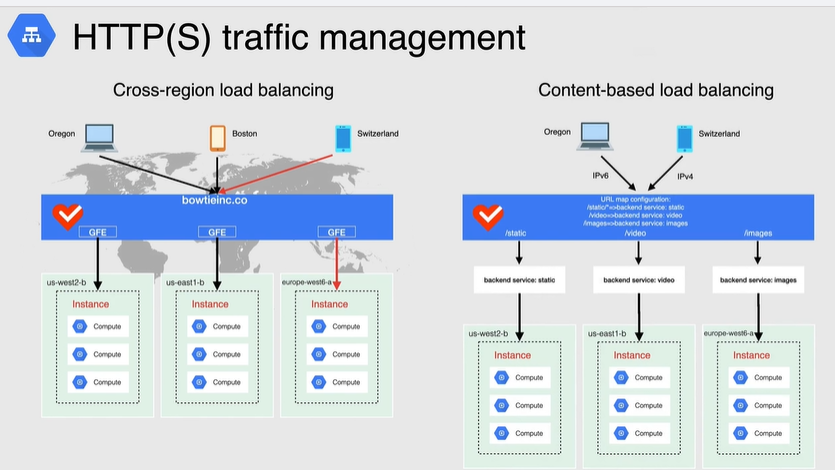 HTTP(S) traffic management
Cross-region load balancing
Oregon
Boston
Switzerland
bowtieinc.co
GFE
GFE
GFE
us-west2-b
Instance
Compute
Compute
Compute
us-east1-b
Instance
Compute
Compute
Compute
europe-west6-a
Instance
Compute
Compute
Compute
Content-based load balancing
Oregon
Switzerland
IPv6
IPv4
URL map configuration:
/static/*=>backend service: static
/video=>backend service: video
/images=>backend service: images
/static
/video
/images
backend service: static
backend service: video
backend service: images
us-west2-b
Instance
Compute
Compute
Compute
us-east1-b
Instance
Compute
Compute
Compute
europe-west6-a
Instance
Compute
Compute
Compute